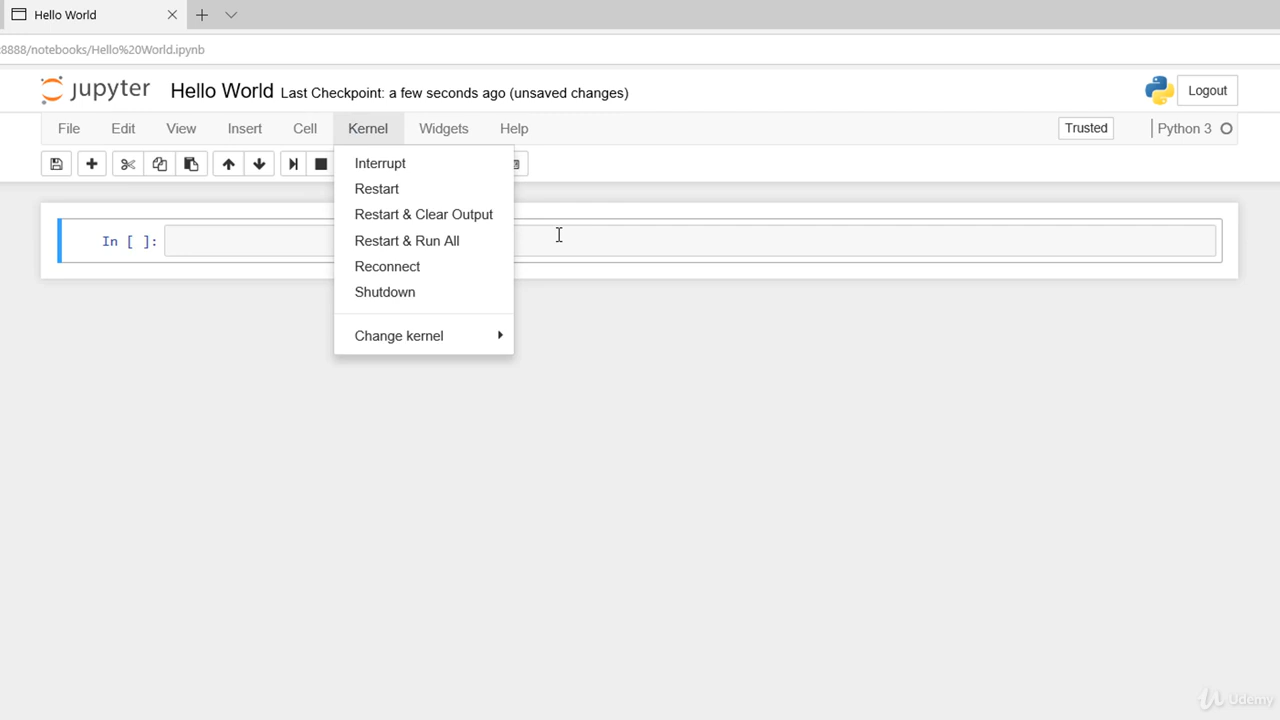 Hello World
8888/notebooks/Hello%20World.ipynb
jupyter Hello World Last Checkpoint: a few seconds ago (unsaved changes) Logout
File Edit View Insert Cell Kernel Widgets Help Trusted Python 3
Interrupt
Restart
Restart & Clear Output
In [ ]:
Restart & Run All
Reconnect
Shutdown
Change kernel
Udemy